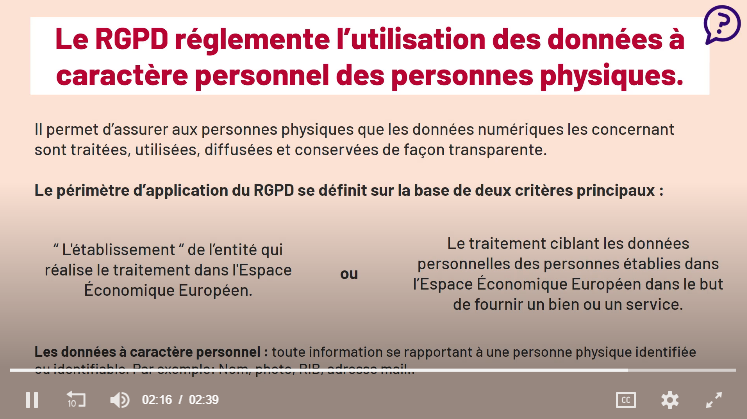 Le RGPD réglemente l’utilisation des données à
caractère personnel des personnes physiques.
?
Il permet d’assurer aux personnes physiques que les données numériques les concernant
sont traitées, utilisées, diffusées et conservées de façon transparente.
Le périmètre d’application du RGPD se définit sur la base de deux critères principaux :
“ L'établissement “ de l’entité qui
réalise le traitement dans l'Espace
Économique Européen.
ou
Le traitement ciblant les données
personnelles des personnes établies dans
l’Espace Économique Européen dans le but
de fournir un bien ou un service.
Les données à caractère personnel : toute information se rapportant à une personne physique identifiée
ou identifiable. Par exemple: Nom, photo, RIB, adresse mail..
10
02:16 / 02:39
CC